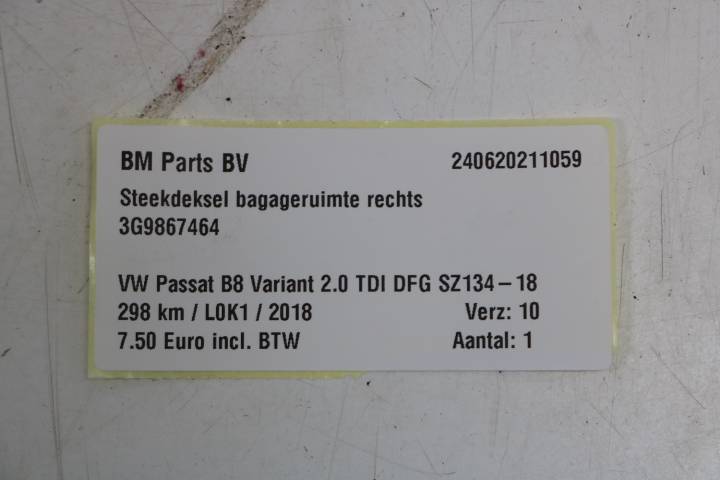 BM Parts BV 240620211059
Steekdeksel bagageruimte rechts
3G9867464
VW Passat B8 Variant 2.0 TDI DFG SZ134-18
298 km / L0K1 / 2018 Verz: 10
7.50 Euro incl. BTW Aantal: 1